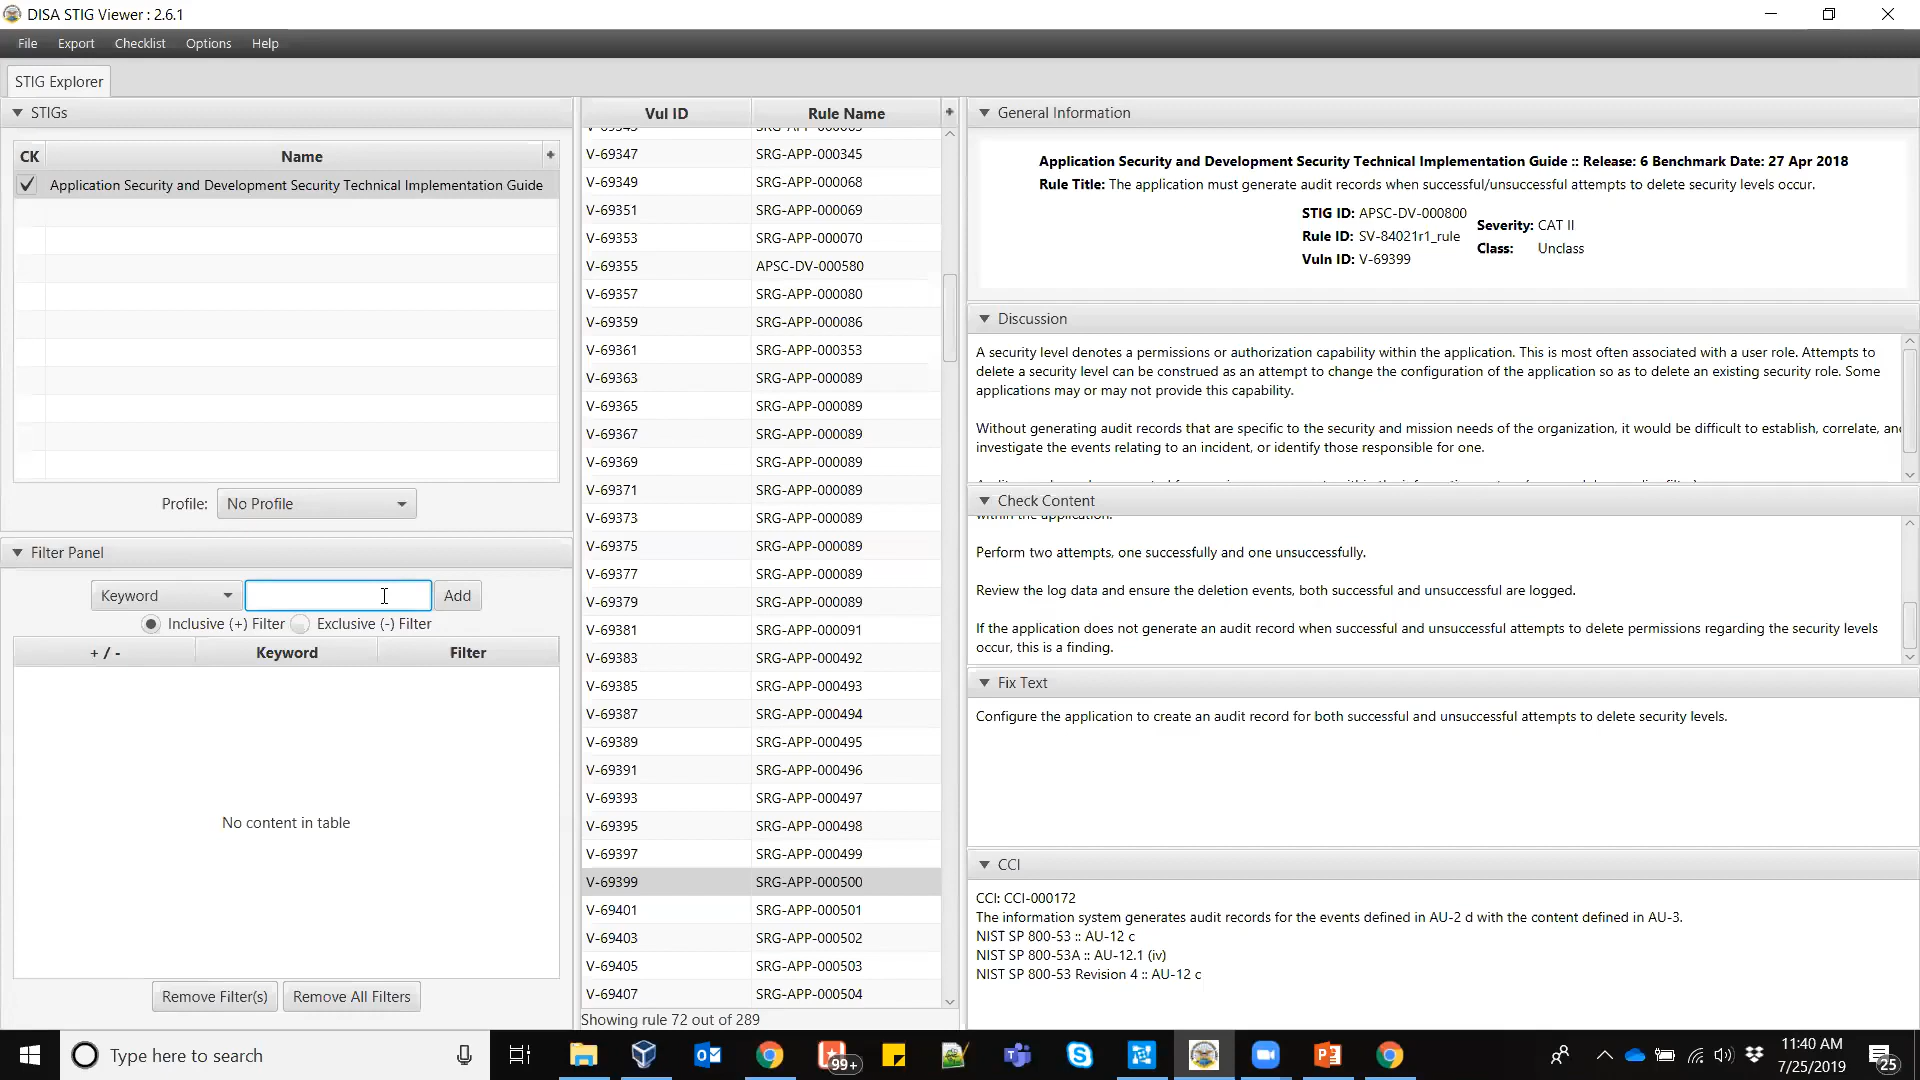 DISA STIG Viewer : 2.6.1
File Export Checklist Options Help
STIG Explorer
STIGs
CK Name +
Application Security and Development Security Technical Implementation Guide
Profile: No Profile
Filter Panel
Keyword Add
Inclusive (+) Filter Exclusive (-) Filter
+ / - Keyword Filter
No content in table
Remove Filter(s) Remove All Filters
Vul ID Rule Name +
V-69347 SRG-APP-000345
V-69349 SRG-APP-000068
V-69351 SRG-APP-000069
V-69353 SRG-APP-000070
V-69355 APSC-DV-000580
V-69357 SRG-APP-000080
V-69359 SRG-APP-000086
V-69361 SRG-APP-000353
V-69363 SRG-APP-000089
V-69365 SRG-APP-000089
V-69367 SRG-APP-000089
V-69369 SRG-APP-000089
V-69371 SRG-APP-000089
V-69373 SRG-APP-000089
V-69375 SRG-APP-000089
V-69377 SRG-APP-000089
V-69379 SRG-APP-000089
V-69381 SRG-APP-000091
V-69383 SRG-APP-000492
V-69385 SRG-APP-000493
V-69387 SRG-APP-000494
V-69389 SRG-APP-000495
V-69391 SRG-APP-000496
V-69393 SRG-APP-000497
V-69395 SRG-APP-000498
V-69397 SRG-APP-000499
V-69399 SRG-APP-000500
V-69401 SRG-APP-000501
V-69403 SRG-APP-000502
V-69405 SRG-APP-000503
V-69407 SRG-APP-000504
Showing rule 72 out of 289
General Information
Application Security and Development Security Technical Implementation Guide :: Release: 6 Benchmark Date: 27 Apr 2018
Rule Title: The application must generate audit records when successful/unsuccessful attempts to delete security levels occur.
STIG ID: APSC-DV-000800
Rule ID: SV-84021r1_rule
Vuln ID: V-69399
Severity: CAT II
Class: Unclass
Discussion
A security level denotes a permissions or authorization capability within the application. This is most often associated with a user role. Attempts to
delete a security level can be construed as an attempt to change the configuration of the application so as to delete an existing security role. Some
applications may or may not provide this capability.
Without generating audit records that are specific to the security and mission needs of the organization, it would be difficult to establish, correlate, and
investigate the events relating to an incident, or identify those responsible for one.
Check Content
within the application.
Perform two attempts, one successfully and one unsuccessfully.
Review the log data and ensure the deletion events, both successful and unsuccessful are logged.
If the application does not generate an audit record when successful and unsuccessful attempts to delete permissions regarding the security levels
occur, this is a finding.
Fix Text
Configure the application to create an audit record for both successful and unsuccessful attempts to delete security levels.
CCI
CCI: CCI-000172
The information system generates audit records for the events defined in AU-2 d with the content defined in AU-3.
NIST SP 800-53 :: AU-12 c
NIST SP 800-53A :: AU-12.1 (iv)
NIST SP 800-53 Revision 4 :: AU-12 c
Type here to search
99+
11:40 AM
7/25/2019
25